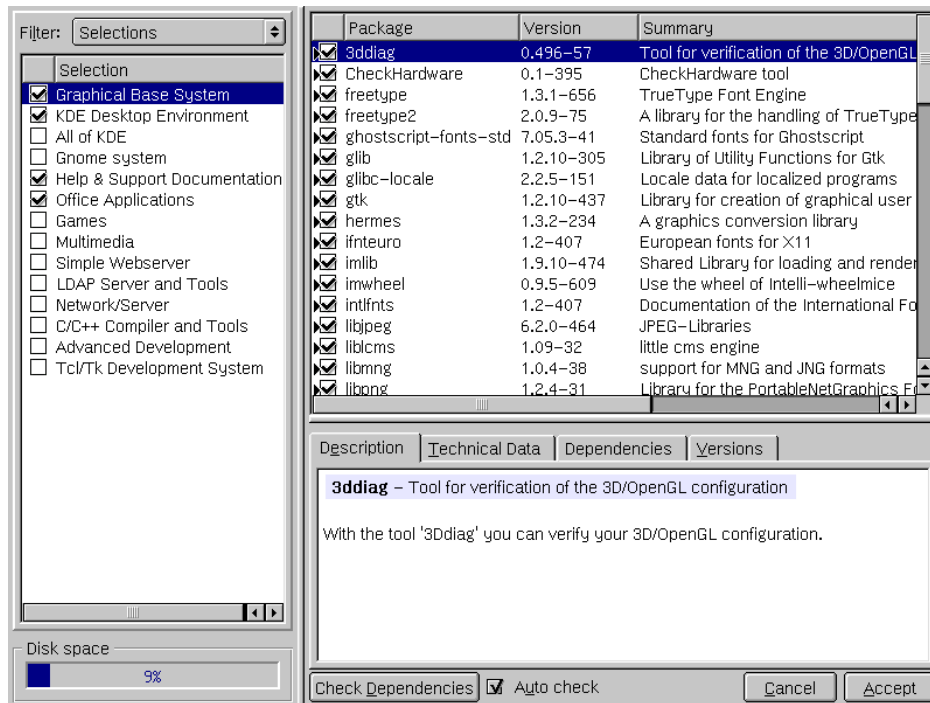 Filter: Selections
Selection
Graphical Base System
KDE Desktop Environment
All of KDE
Gnome system
Help & Support Documentation
Office Applications
Games
Multimedia
Simple Webserver
LDAP Server and Tools
Network/Server
C/C++ Compiler and Tools
Advanced Development
Tcl/Tk Development System
Disk space
9%
Package Version Summary
3ddiag 0.496-57 Tool for verification of the 3D/OpenGL
CheckHardware 0.1-395 CheckHardware tool
freetype 1.3.1-656 TrueType Font Engine
freetype2 2.0.9-75 A library for the handling of TrueType
ghostscript-fonts-std 7.05.3-41 Standard fonts for Ghostscript
glib 1.2.10-305 Library of Utility Functions for Gtk
glibc-locale 2.2.5-151 Locale data for localized programs
gtk 1.2.10-437 Library for creation of graphical user
hermes 1.3.2-234 A graphics conversion library
ifnteuro 1.2-407 European fonts for X11
imlib 1.9.10-474 Shared Library for loading and render
imwheel 0.9.5-609 Use the wheel of Intelli-wheelmice
intlfnts 1.2-407 Documentation of the International Fo
libjpeg 6.2.0-464 JPEG-Libraries
liblcms 1.09-32 little cms engine
libmng 1.0.4-38 support for MNG and JNG formats
libpng 1.2.4-31 Library for the PortableNetGraphics Fo
Description Technical Data Dependencies Versions
3ddiag - Tool for verification of the 3D/OpenGL configuration
With the tool '3Ddiag' you can verify your 3D/OpenGL configuration.
Check Dependencies Auto check Cancel Accept